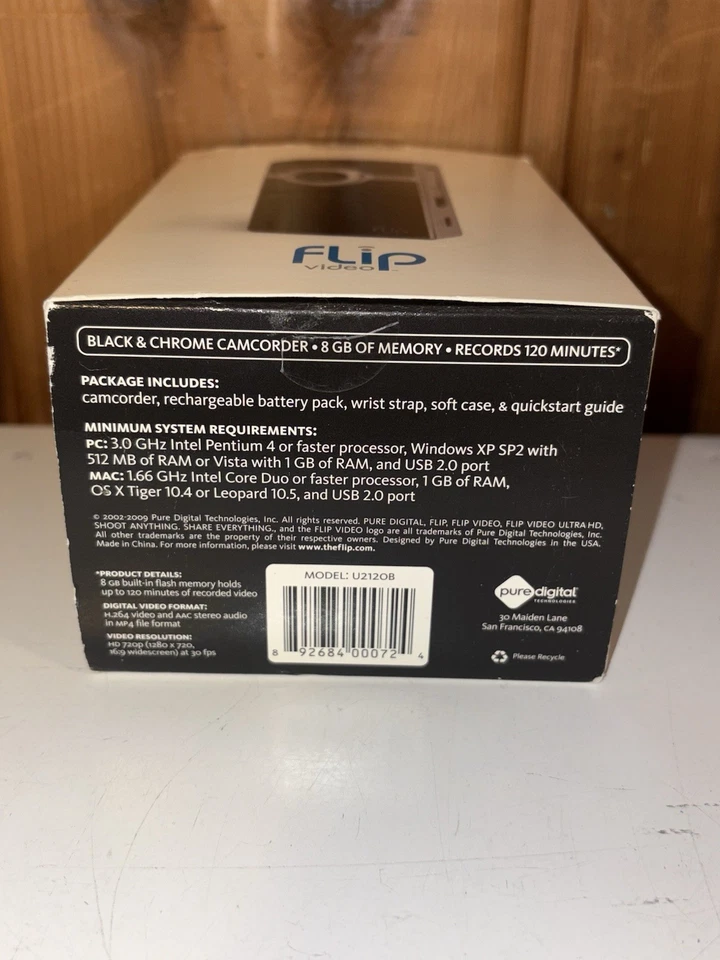 FLiP
video™
BLACK & CHROME CAMCORDER • 8 GB OF MEMORY • RECORDS 120 MINUTES*
PACKAGE INCLUDES:
camcorder, rechargeable battery pack, wrist strap, soft case, & quickstart guide
MINIMUM SYSTEM REQUIREMENTS:
PC: 3.0 GHz Intel Pentium 4 or faster processor, Windows XP SP2 with
512 MB of RAM or Vista with 1 GB of RAM, and USB 2.0 port
MAC: 1.66 GHz Intel Core Duo or faster processor, 1 GB of RAM,
OS X Tiger 10.4 or Leopard 10.5, and USB 2.0 port
© 2002-2009 Pure Digital Technologies, Inc. All rights reserved. PURE DIGITAL, FLIP, FLIP VIDEO, FLIP VIDEO ULTRA HD,
SHOOT ANYTHING. SHARE EVERYTHING., and the FLIP VIDEO logo are all trademarks of Pure Digital Technologies, Inc.
All other trademarks are the property of their respective owners. Designed by Pure Digital Technologies in the USA.
Made in China. For more information, please visit www.theflip.com.
*PRODUCT DETAILS:
8 GB built-in flash memory holds
up to 120 minutes of recorded video
DIGITAL VIDEO FORMAT:
H.264 video and AAC stereo audio
in MP4 file format
VIDEO RESOLUTION:
HD 720p (1280 x 720,
16:9 widescreen) at 30 fps
MODEL: U2120B
8 92684 00072 4
pure digital
TECHNOLOGIES
30 Maiden Lane
San Francisco, CA 94108
Please Recycle